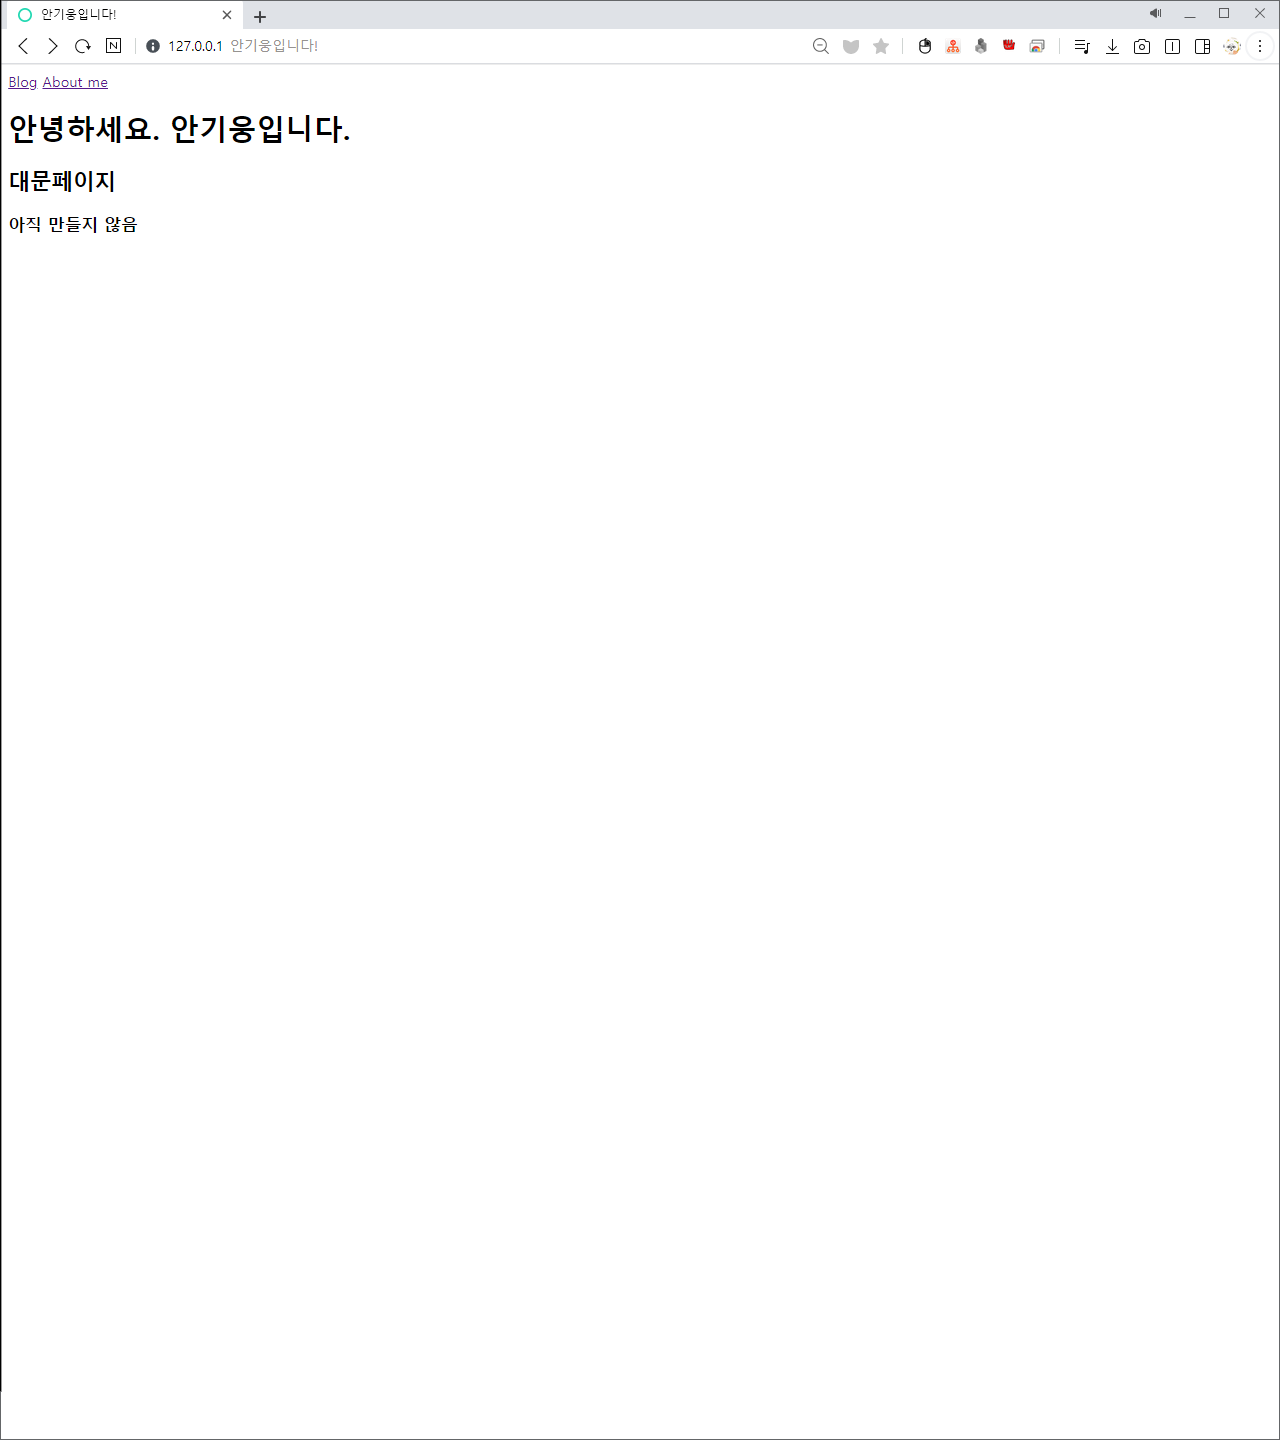 안기웅입니다!
N
127.0.0.1 안기웅입니다!
Blog About me
안녕하세요. 안기웅입니다.
대문페이지
아직 만들지 않음